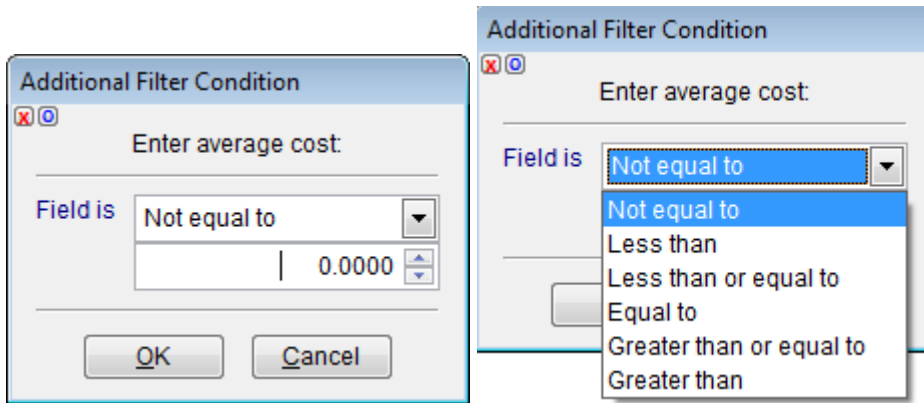 Additional Filter Condition
X O
Enter average cost:
Field is Not equal to
0.0000
OK Cancel
Additional Filter Condition
X O
Enter average cost:
Field is Not equal to
Not equal to
Less than
Less than or equal to
Equal to
Greater than or equal to
Greater than